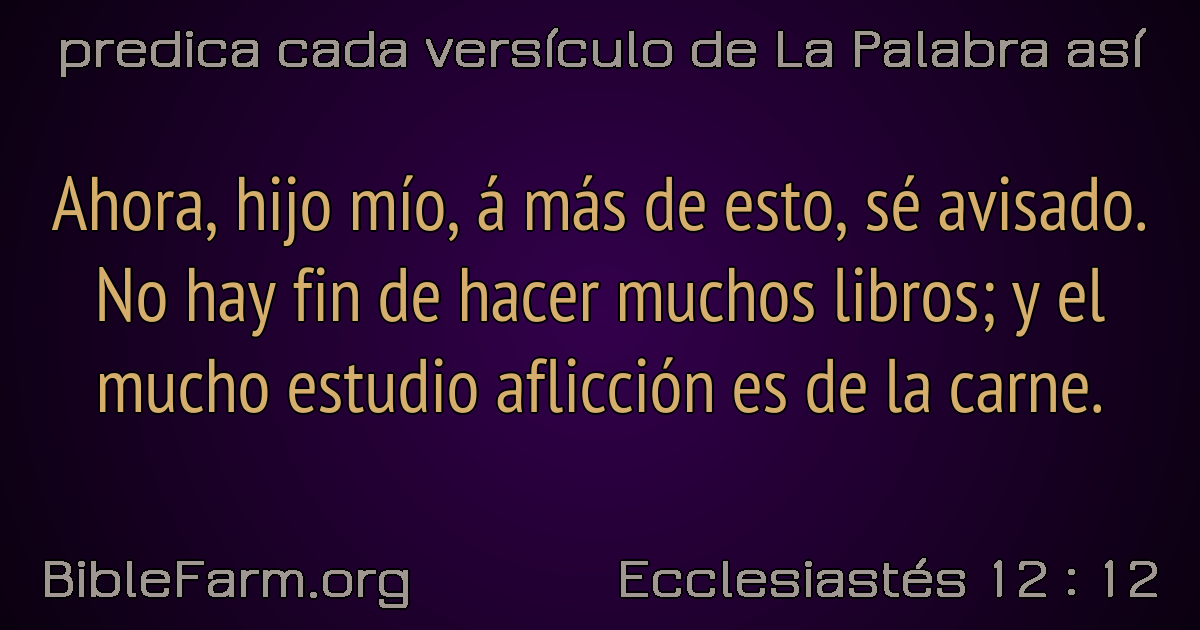 predica cada versículo de La Palabra así
Ahora, hijo mío, á más de esto, sé avisado.
No hay fin de hacer muchos libros; y el
mucho estudio aflicción es de la carne.
BibleFarm.org
Ecclesiastés 12 : 12